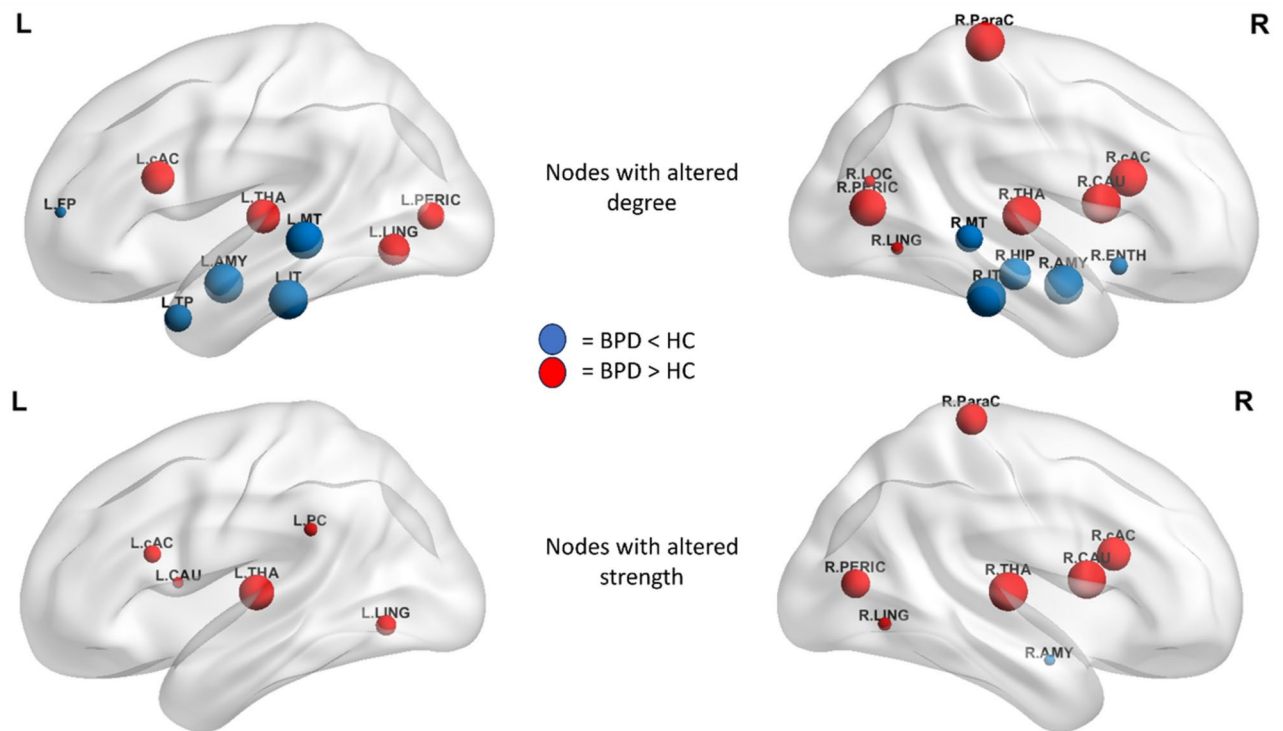 L
R.ParaC
R
L.cAC
L.FP
L.THA
L.MT
L.PERIC
L.LING
L.AMY
L.IT
L.TP
Nodes with altered
degree
R.LOC
R.PERIC
R.cAC
R.CAU
R.THA
R.MT
R.LING
R.HIP
R.AMY
R.ENTH
R.IT
= BPD < HC
= BPD > HC
L
R.ParaC
R
L.PC
L.cAC
L.CAU
L.THA
L.LING
Nodes with altered
strength
R.cAC
R.CAU
R.PERIC
R.THA
R.LING
R.AMY